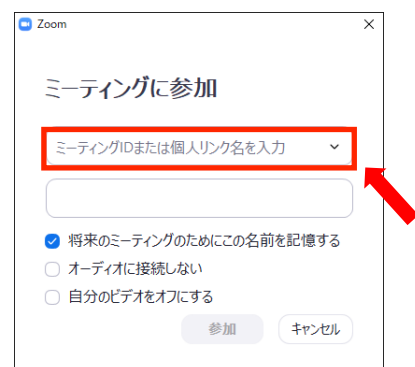 Zoom
ミーティングに参加
ミーティングIDまたは個人リンク名を入力
将来のミーティングのためにこの名前を記憶する
オーディオに接続しない
自分のビデオをオフにする
参加 キャンセル